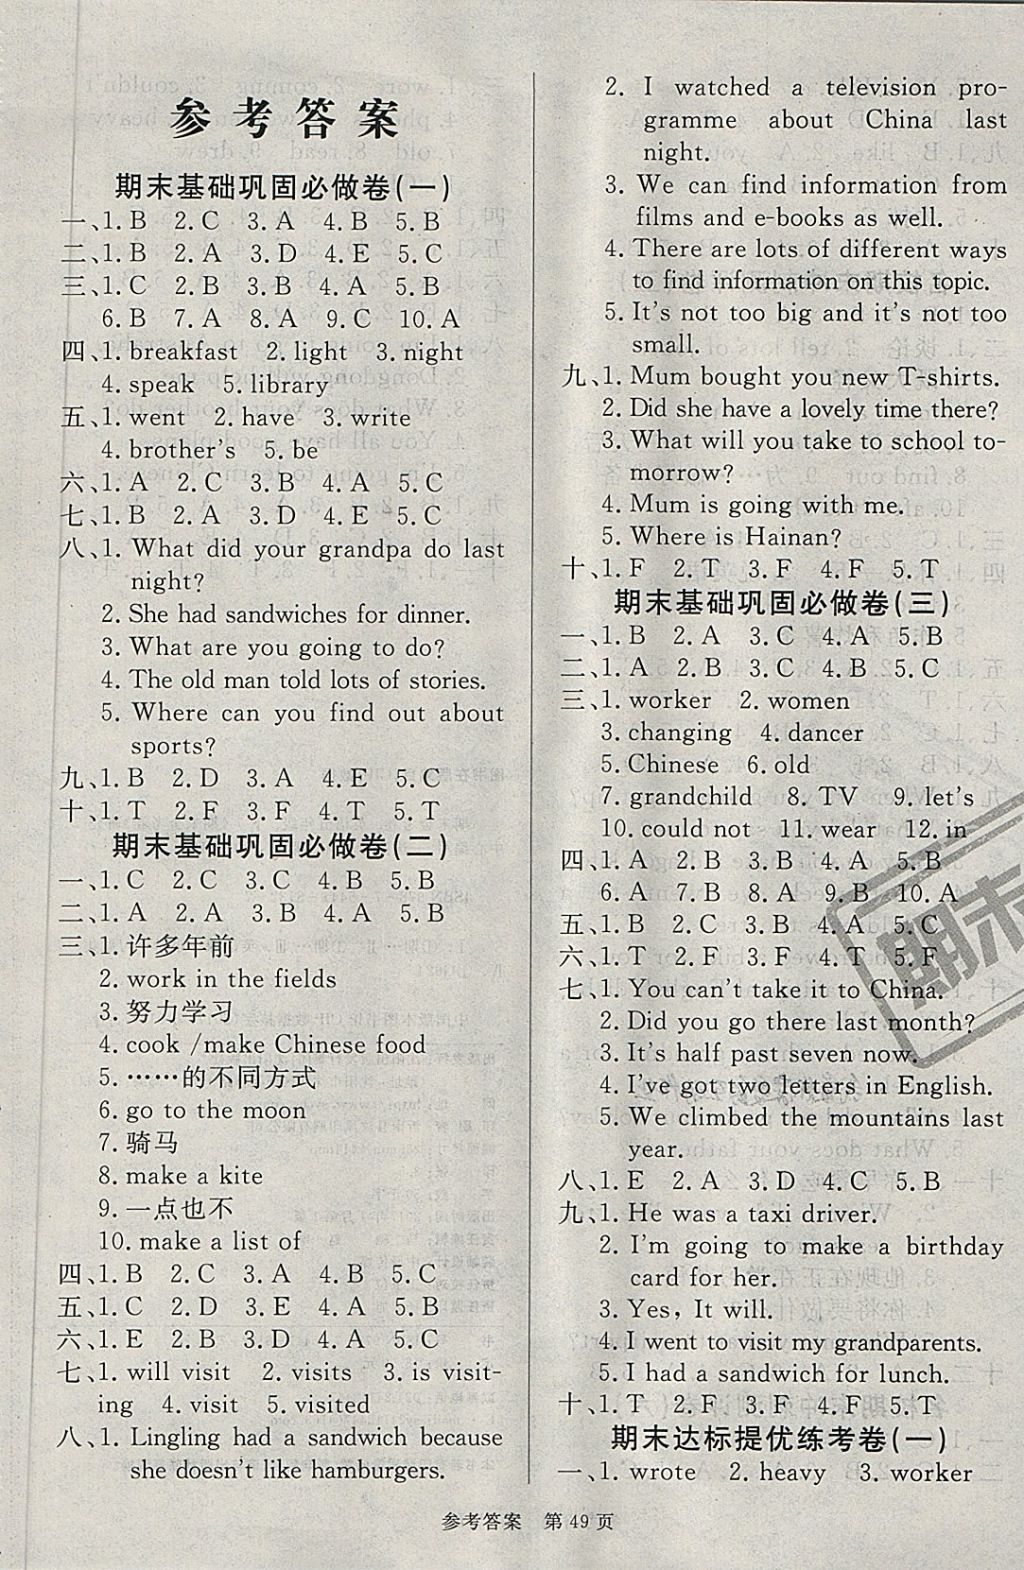 参考答案
期末基础巩固必做卷(一)
一、1. B 2. C 3. A 4. B 5. B
二、1. B 2. A 3. D 4. E 5. C
三、1. C 2. B 3. B 4. A 5. B
6. B 7. A 8. A 9. C 10. A
四、1. breakfast 2. light 3. night
4. speak 5. library
五、1. went 2. have 3. write
4. brother's 5. be
六、1. A 2. C 3. B 4. A 5. C
七、1. B 2. A 3. D 4. E 5. C
八、1. What did your grandpa do last
night?
2. She had sandwiches for dinner.
3. What are you going to do?
4. The old man told lots of stories.
5. Where can you find out about
sports?
九、1. B 2. D 3. A 4. E 5. C
十、1. T 2. F 3. F 4. T 5. T
期末基础巩固必做卷(二)
一、1. C 2. C 3. C 4. B 5. B
二、1. A 2. A 3. B 4. A 5. B
三、1. 许多年前
2. work in the fields
3. 努力学习
4. cook /make Chinese food
5. ……的不同方式
6. go to the moon
7. 骑马
8. make a kite
9. 一点也不
10. make a list of
四、1. B 2. C 3. A 4. B 5. C
五、1. C 2. D 3. E 4. A 5. B
六、1. E 2. B 3. D 4. A 5. C
七、1. will visit 2. visits 3. is visit-
ing 4. visit 5. visited
八、1. Lingling had a sandwich because
she doesn't like hamburgers.
2. I watched a television pro-
gramme about China last
night.
3. We can find information from
films and e-books as well.
4. There are lots of different ways
to find information on this topic.
5. It's not too big and it's not too
small.
九、1. Mum bought you new T-shirts.
2. Did she have a lovely time there?
3. What will you take to school to-
morrow?
4. Mum is going with me.
5. Where is Hainan?
十、1. F 2. T 3. F 4. F 5. T
期末基础巩固必做卷(三)
一、1. B 2. A 3. C 4. A 5. B
二、1. A 2. B 3. C 4. B 5. C
三、1. worker 2. women
3. changing 4. dancer
5. Chinese 6. old
7. grandchild 8. TV 9. let's
10. could not 11. wear 12. in
四、1. A 2. B 3. B 4. A 5. B
6. A 7. B 8. A 9. B 10. A
五、1. B 2. C 3. B 4. A 5. C
六、1. T 2. F 3. F 4. T 5. F
七、1. You can't take it to China.
2. Did you go there last month?
3. It's half past seven now.
4. I've got two letters in English.
5. We climbed the mountains last
year.
八、1. E 2. A 3. D 4. C 5. B
九、1. He was a taxi driver.
2. I'm going to make a birthday
card for her.
3. Yes, It will.
4. I went to visit my grandparents.
5. I had a sandwich for lunch.
十、1. T 2. F 3. F 4. F 5. T
期末达标提优练考卷(一)
一、1. wrote 2. heavy 3. worker
参考答案 第 49 页
期末